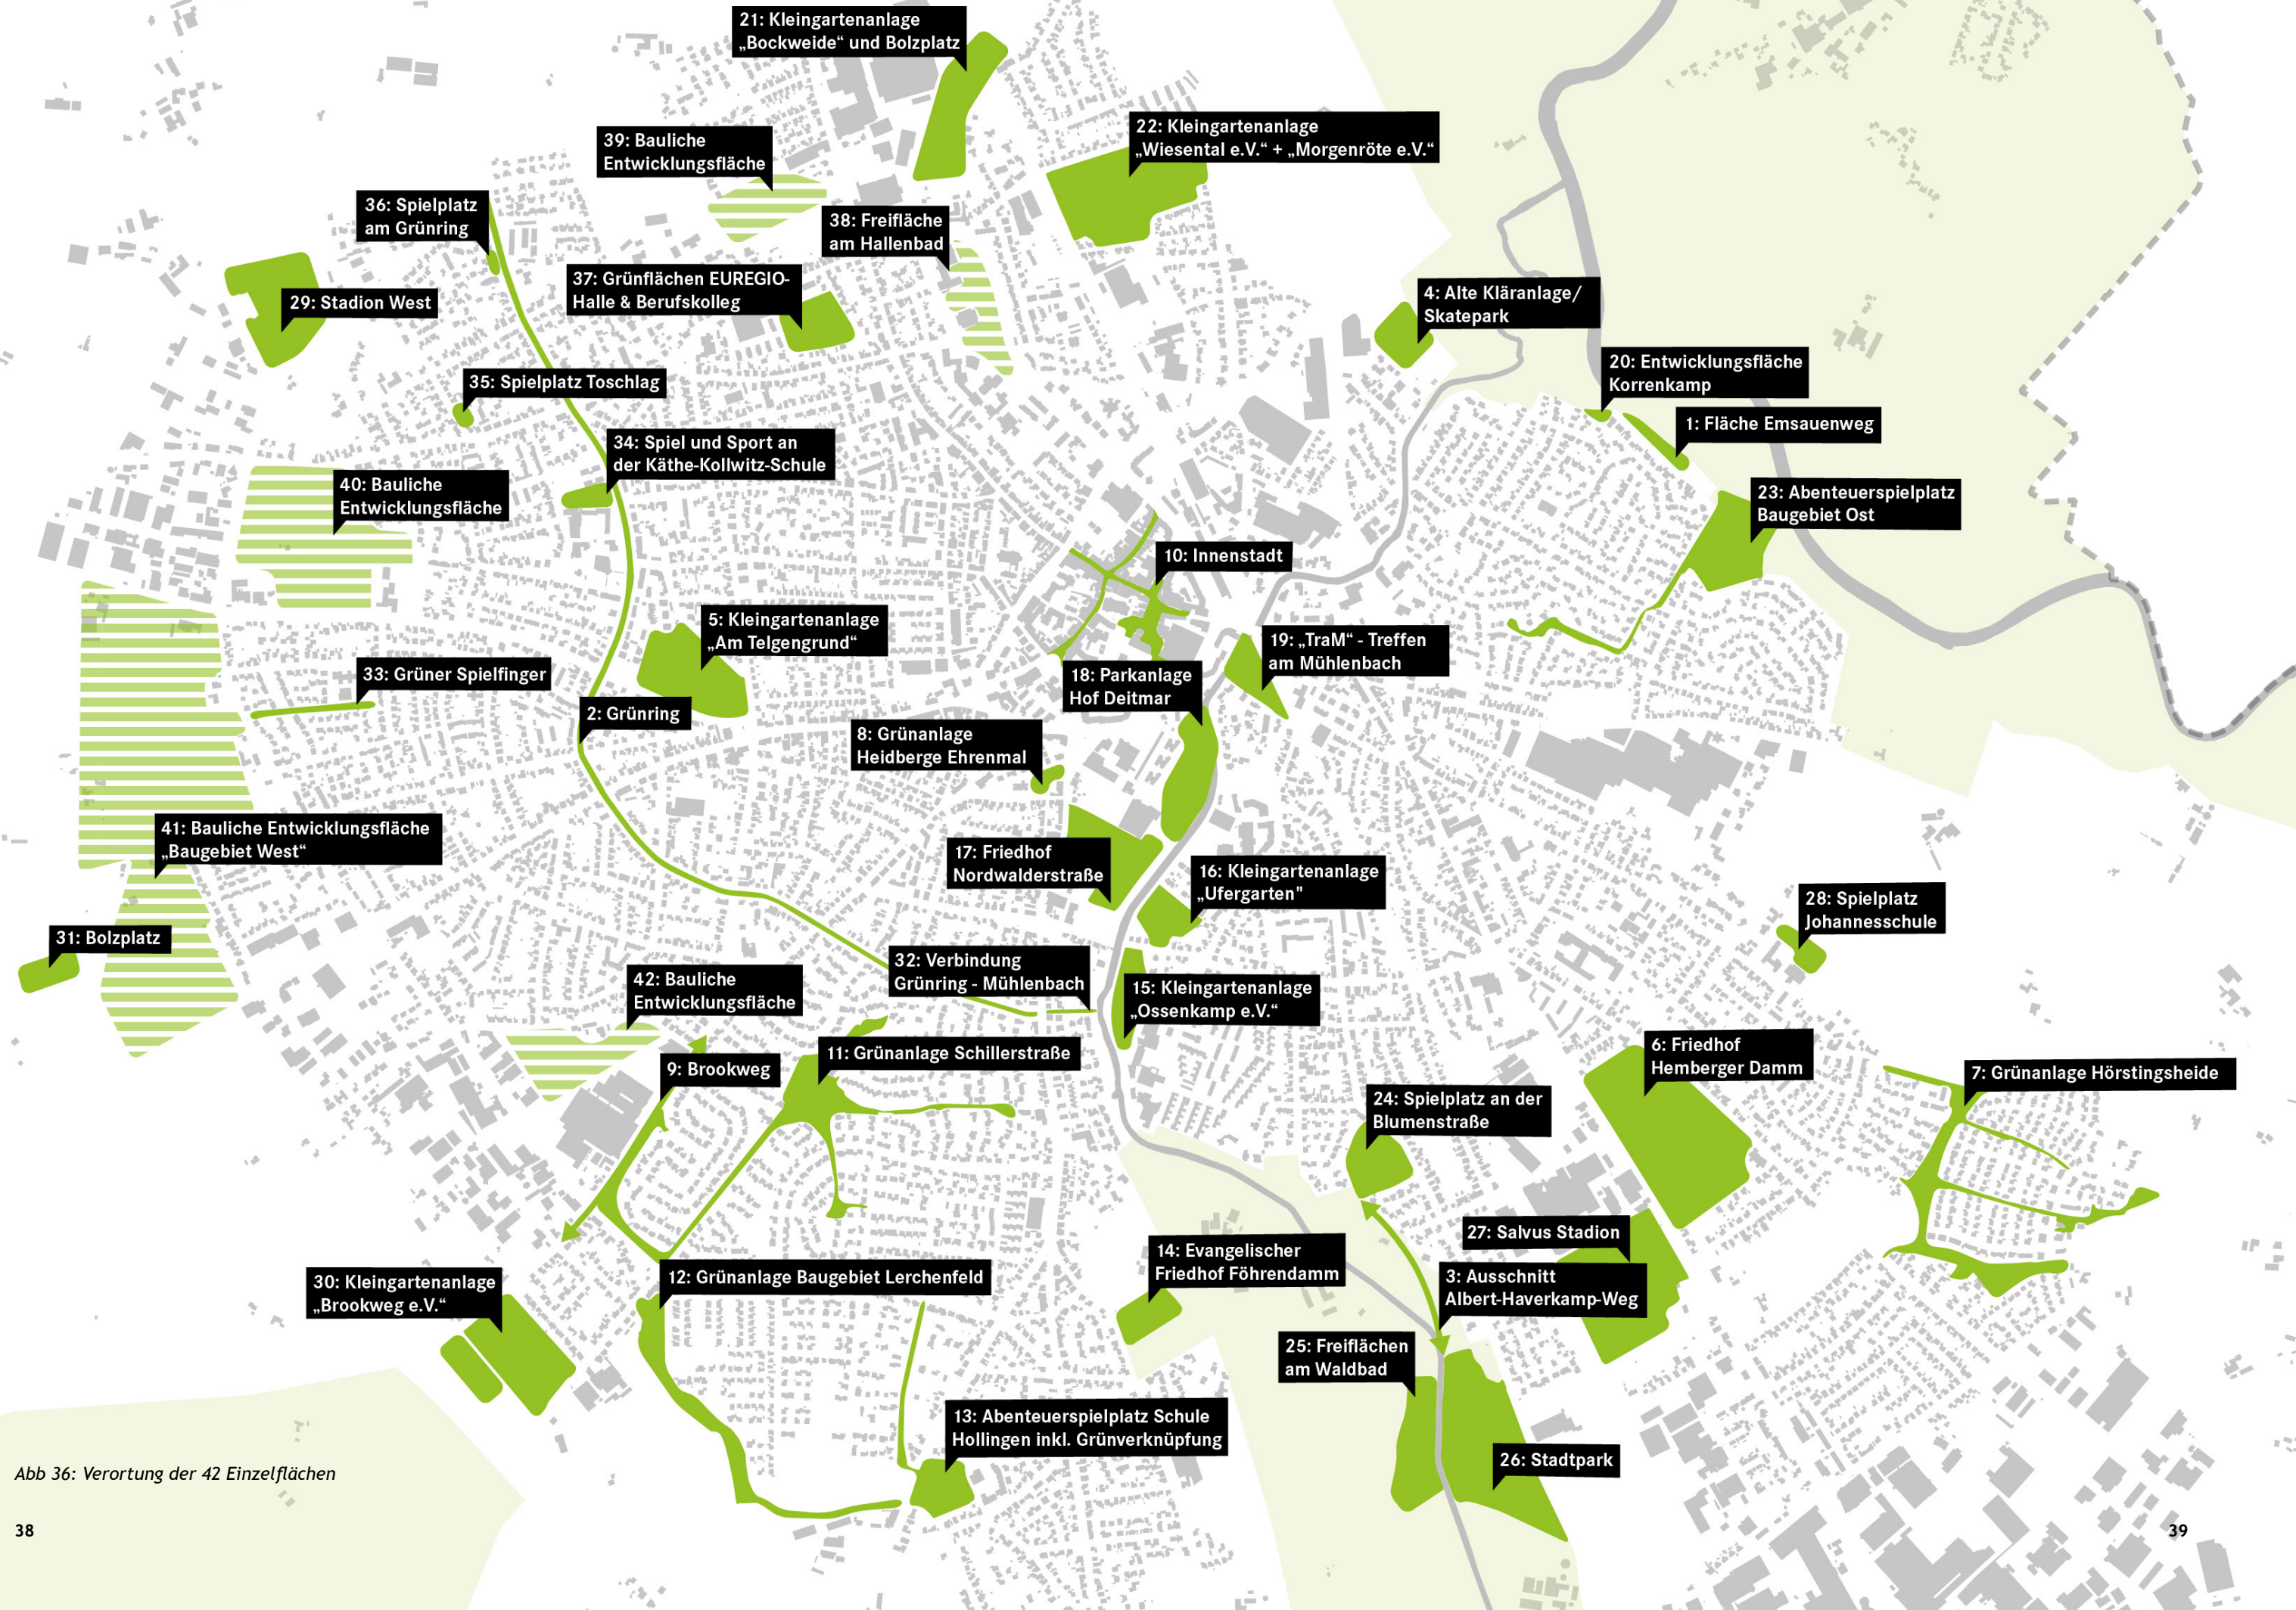 21: Kleingartenanlage
„Bockweide“ und Bolzplatz
22: Kleingartenanlage
„Wiesental e.V.“ + „Morgenröte e.V.“
39: Bauliche
Entwicklungsfläche
36: Spielplatz
am Grünring
38: Freifläche
am Hallenbad
37: Grünflächen EUREGIO-
Halle & Berufskolleg
29: Stadion West
4: Alte Kläranlage/
Skatepark
20: Entwicklungsfläche
Korrenkamp
35: Spielplatz Toschlag
1: Fläche Emsauenweg
34: Spiel und Sport an
der Käthe-Kollwitz-Schule
40: Bauliche
Entwicklungsfläche
23: Abenteuerspielplatz
Baugebiet Ost
10: Innenstadt
5: Kleingartenanlage
„Am Telgengrund“
19: „TraM“ - Treffen
am Mühlenbach
33: Grüner Spielfinger
18: Parkanlage
Hof Deitmar
2: Grünring
8: Grünanlage
Heidberge Ehrenmal
41: Bauliche Entwicklungsfläche
„Baugebiet West“
17: Friedhof
Nordwalderstraße
16: Kleingartenanlage
„Ufergarten"
28: Spielplatz
Johannesschule
31: Bolzplatz
32: Verbindung
Grünring - Mühlenbach
42: Bauliche
Entwicklungsfläche
15: Kleingartenanlage
„Ossenkamp e.V.“
6: Friedhof
Hemberger Damm
11: Grünanlage Schillerstraße
9: Brookweg
7: Grünanlage Hörstingsheide
24: Spielplatz an der
Blumenstraße
27: Salvus Stadion
14: Evangelischer
Friedhof Föhrendamm
12: Grünanlage Baugebiet Lerchenfeld
30: Kleingartenanlage
„Brookweg e.V.“
3: Ausschnitt
Albert-Haverkamp-Weg
25: Freiflächen
am Waldbad
13: Abenteuerspielplatz Schule
Hollingen inkl. Grünverknüpfung
26: Stadtpark
Abb 36: Verortung der 42 Einzelflächen
38
39